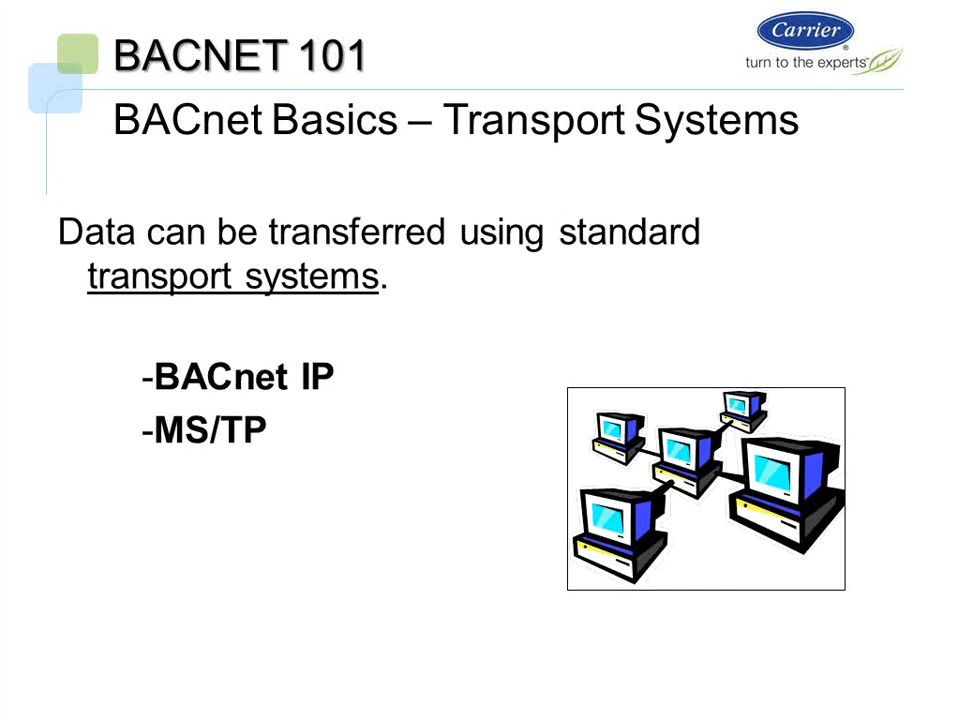 BACNET 101
Carrier
turn to the experts
BACnet Basics – Transport Systems
Data can be transferred using standard
transport systems.
-BACnet IP
-MS/TP